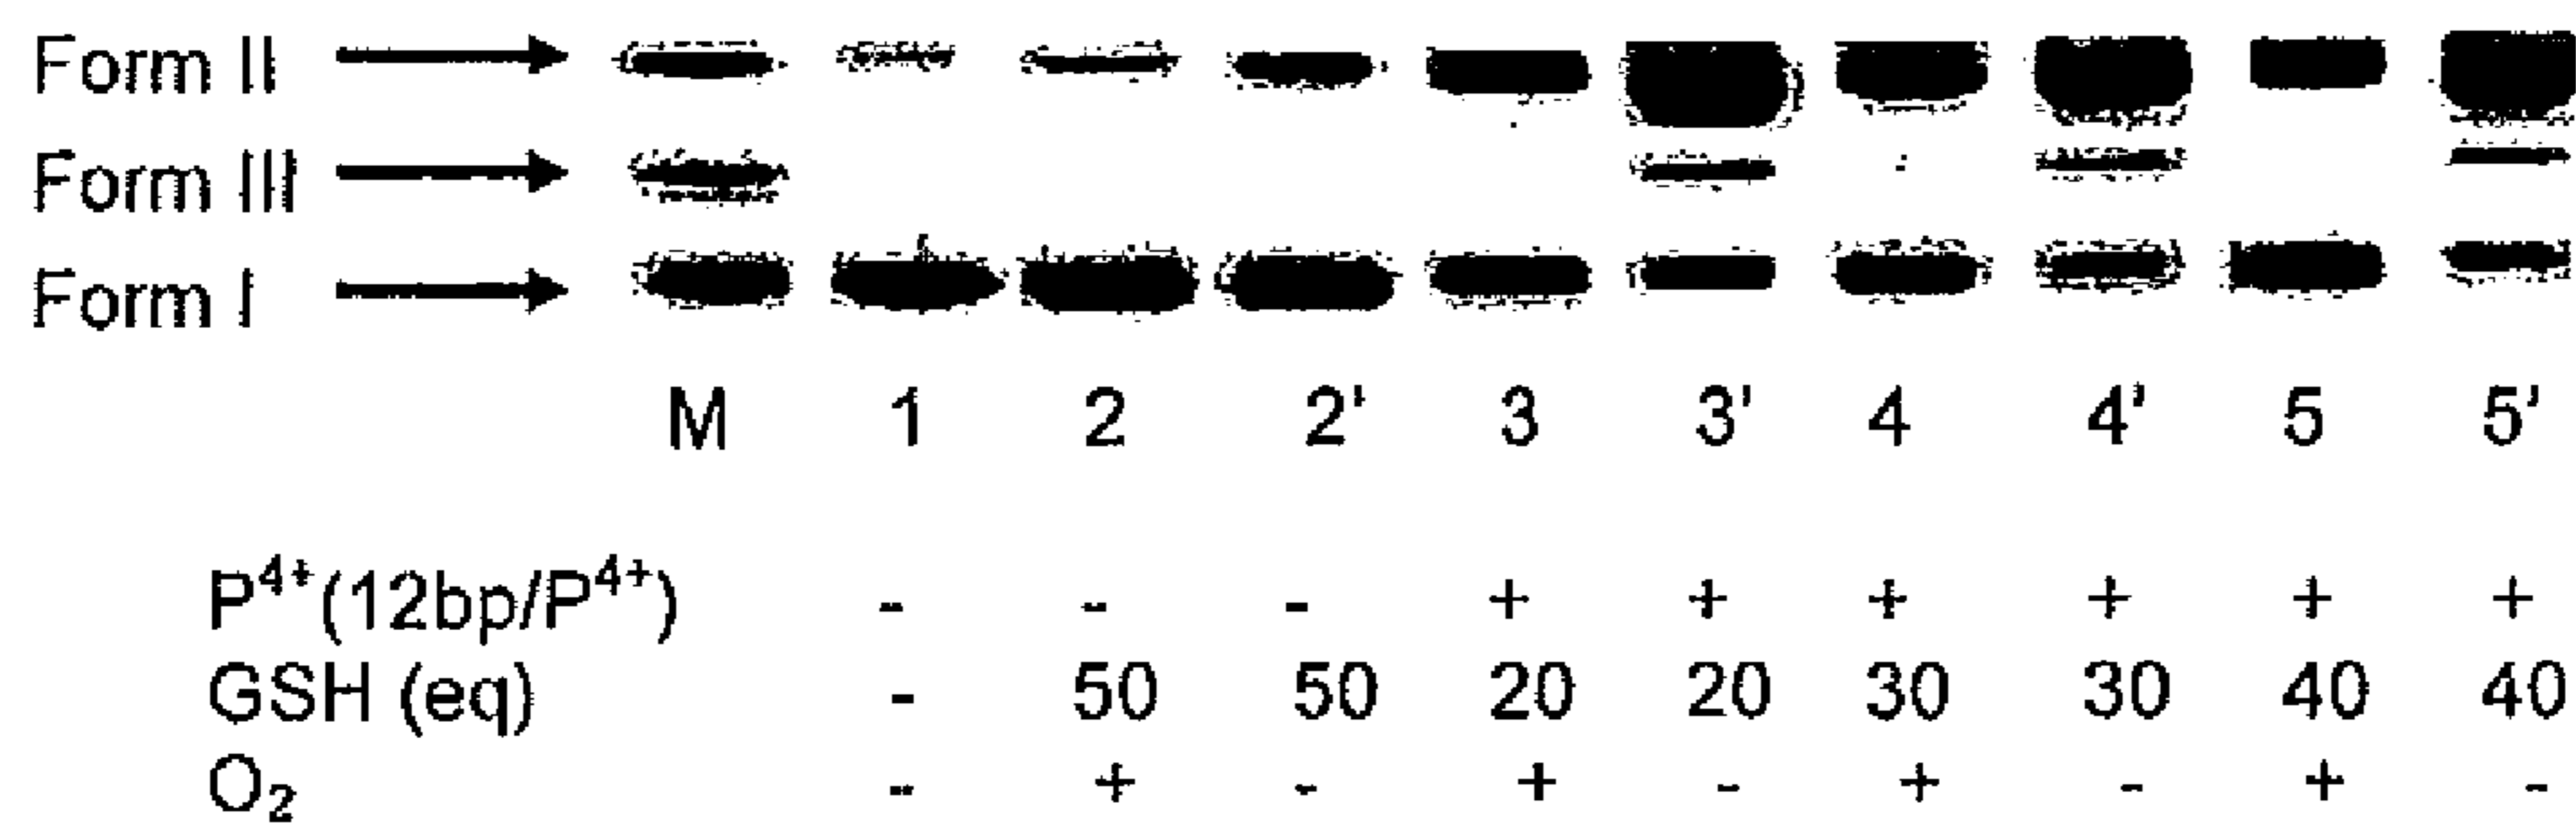 Form II
Form III
Form I
M 1 2 2' 3 3' 4 4' 5 5'
P⁴⁺(12bp/P⁴⁺) - - - + + + + + +
GSH (eq) - 50 50 20 20 30 30 40 40
O₂ - + - + - + - + -